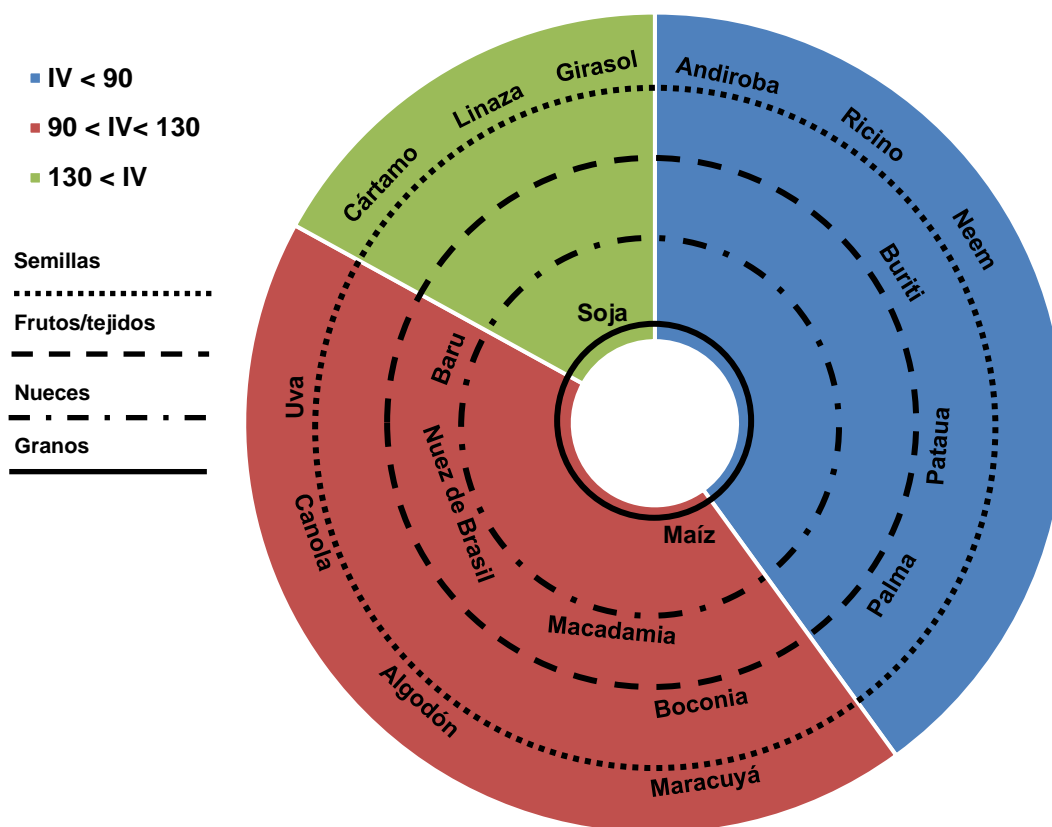 IV < 90
90 < IV< 130
130 < IV
Semillas
Frutos/tejidos
Nueces
Granos
Girasol
Linaza
Cártamo
Soja
Andiroba
Ricino
Neem
Buriti
Pataua
Palma
Baru
Uva
Nuez de Brasil
Canola
Maíz
Macadamia
Algodón
Boconia
Maracuyá